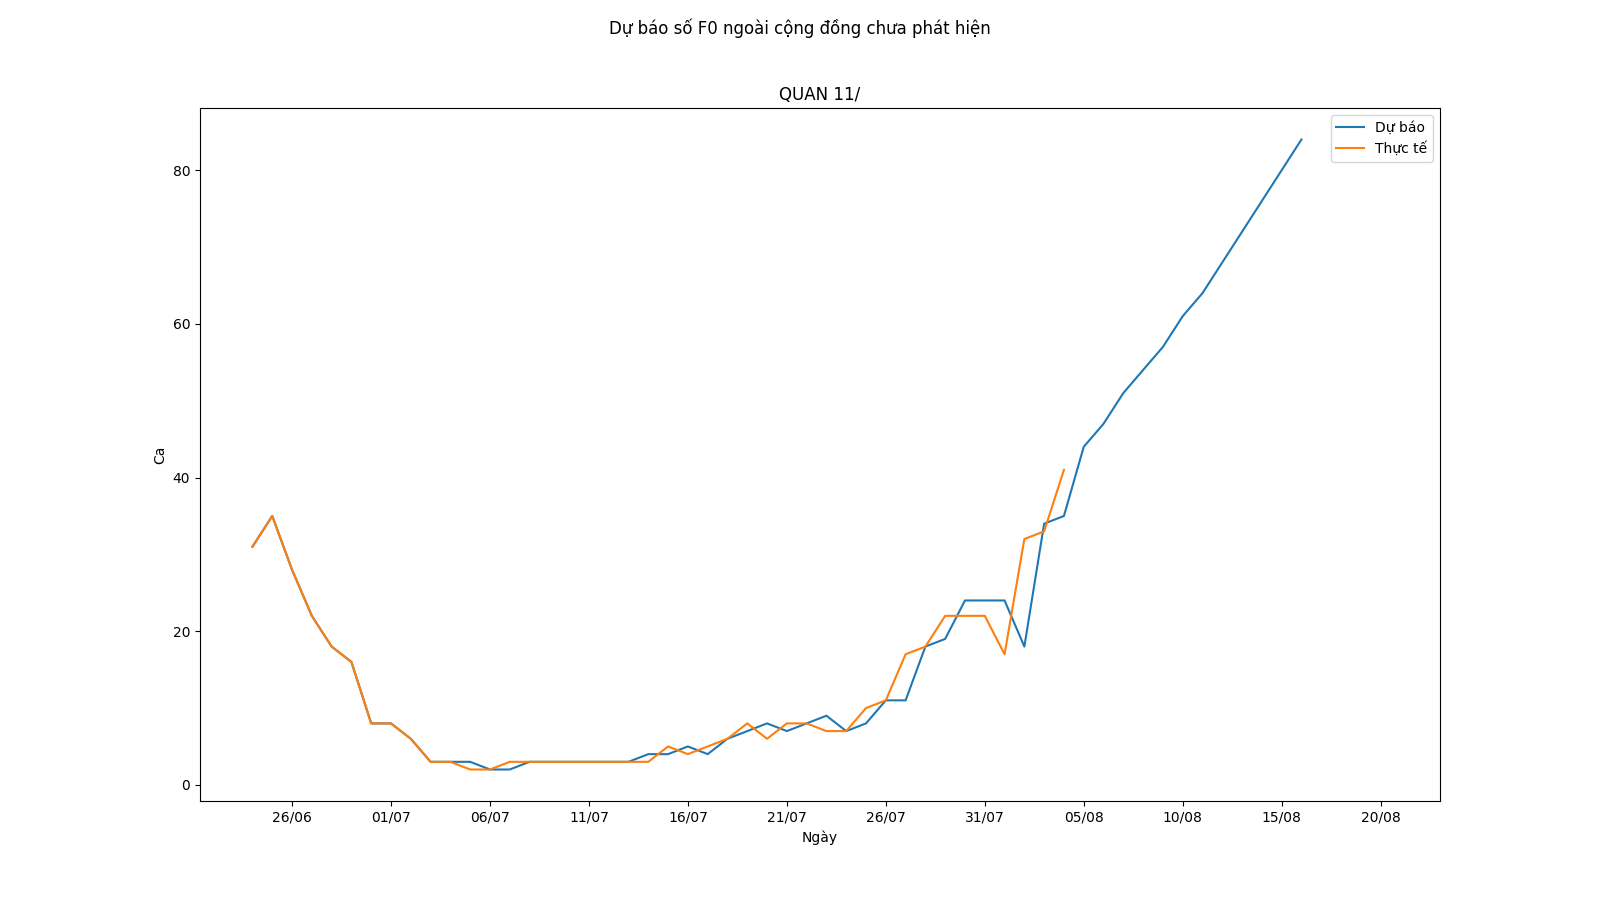 Dự báo số F0 ngoài cộng đồng chưa phát hiện
QUAN 11/
Dự báo
Thực tế
80
60
40
20
0
Ca
26/06 01/07 06/07 11/07 16/07 21/07 26/07 31/07 05/08 10/08 15/08 20/08
Ngày